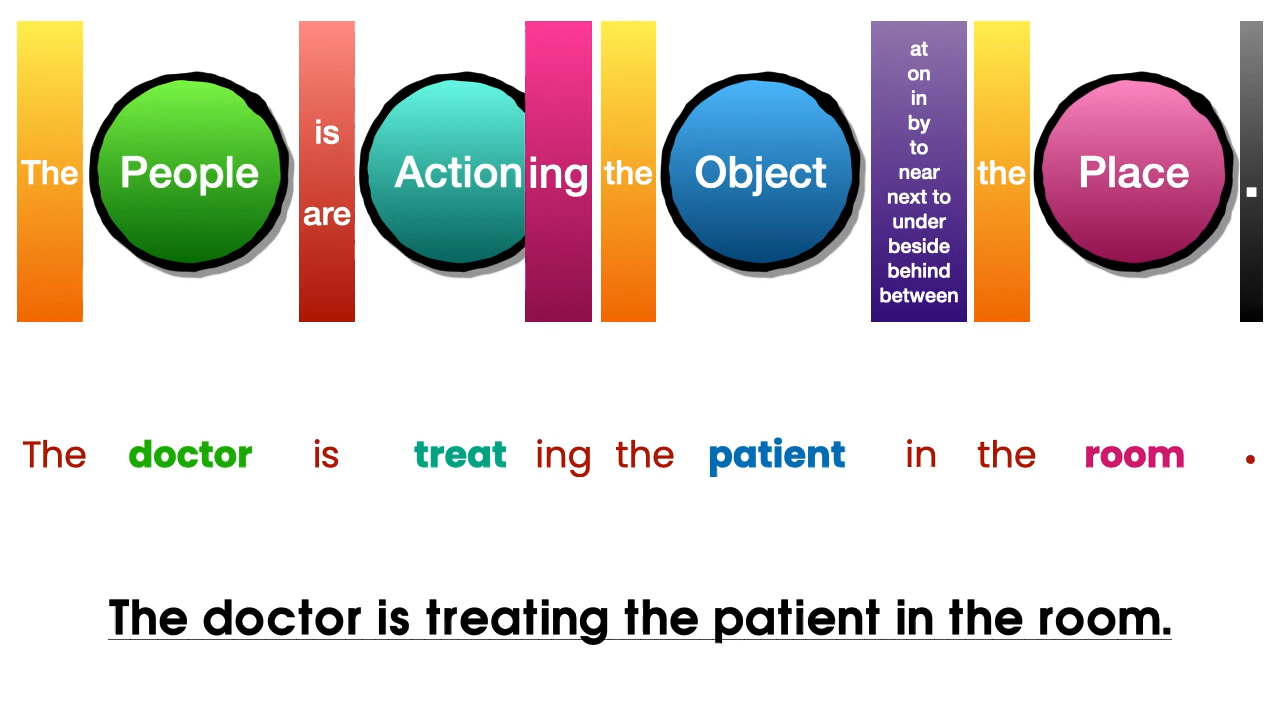 The People is are Action ing the Object at on in by to near next to under beside behind between the Place .
The doctor is treat ing the patient in the room .
The doctor is treating the patient in the room.